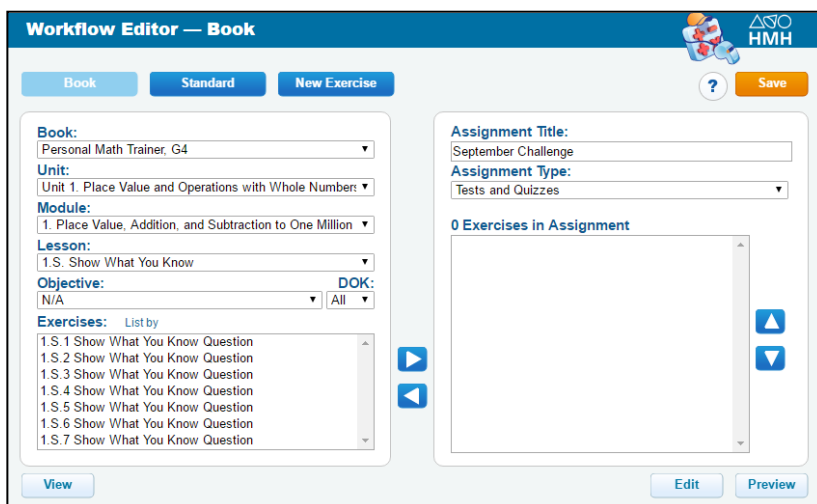 Workflow Editor — Book
HMH
Book
Standard
New Exercise
?
Save
Book:
Personal Math Trainer, G4
Unit:
Unit 1. Place Value and Operations with Whole Numbers
Module:
1. Place Value, Addition, and Subtraction to One Million
Lesson:
1.S. Show What You Know
Objective: DOK:
N/A All
Exercises: List by
1.S.1 Show What You Know Question
1.S.2 Show What You Know Question
1.S.3 Show What You Know Question
1.S.4 Show What You Know Question
1.S.5 Show What You Know Question
1.S.6 Show What You Know Question
1.S.7 Show What You Know Question
Assignment Title:
September Challenge
Assignment Type:
Tests and Quizzes
0 Exercises in Assignment
View
Edit
Preview